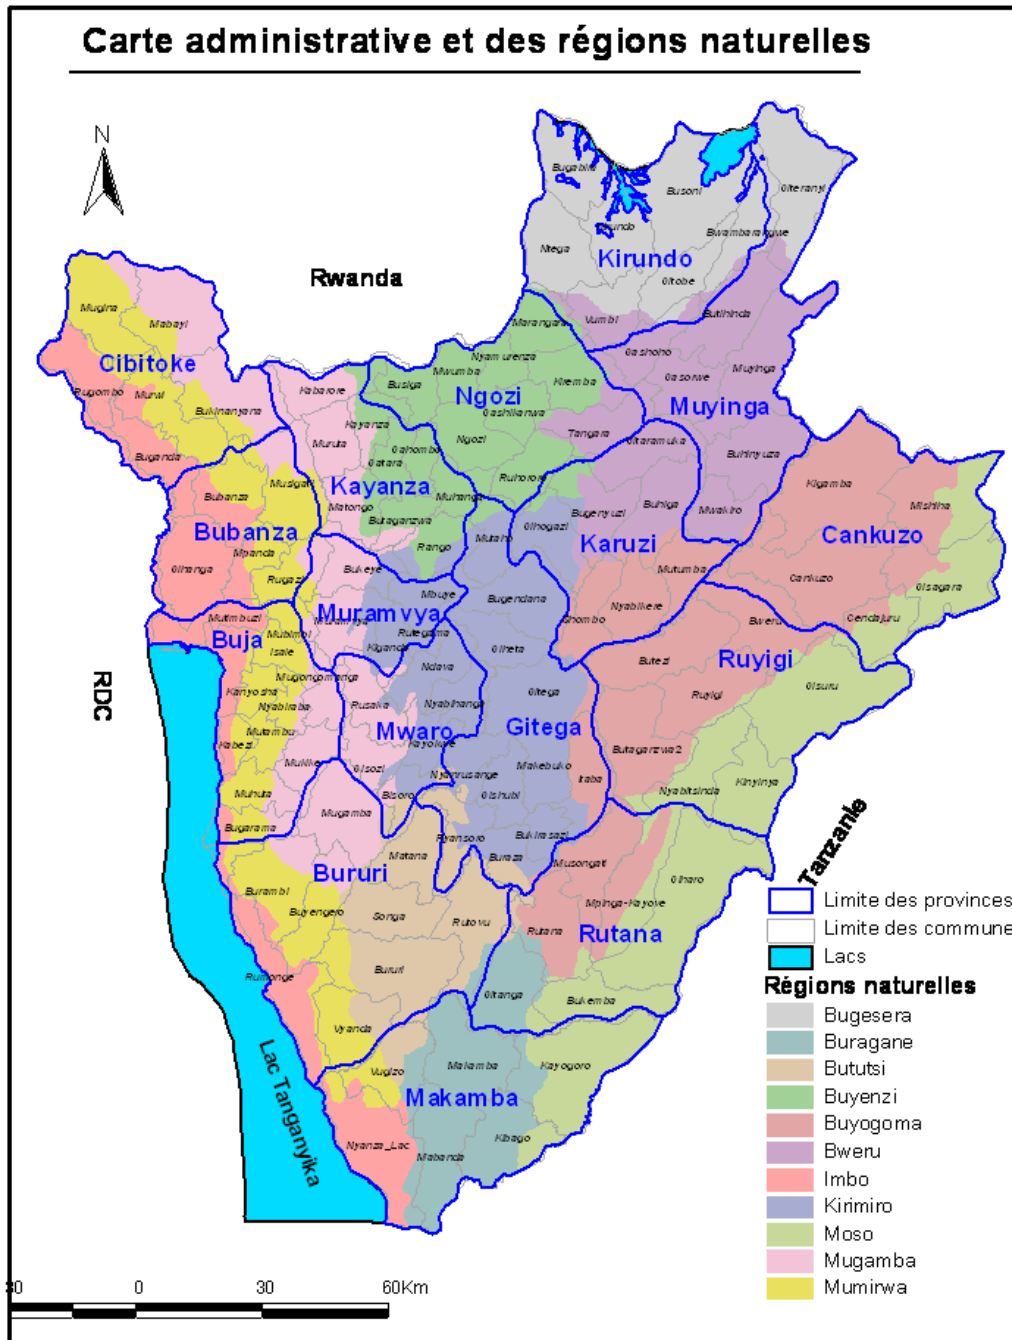 Carte administrative et des régions naturelles
N
Rwanda
RDC
Tanzanie
Lac Tanganyika
Bugabira
Busoni
Giteranyi
Bwambarangwe
Ntega
Kirundo
Gitobe
Vumbi
Butihinda
Marangara
Nyamurenza
Mwumba
Gashoho
Gasorwe
Muyinga
Mugina
Mabayi
Cibitoke
Rugombo
Murwi
Bukinanyana
Buganda
Kabarore
Busiga
Ngozi
Kiremba
Gashikanwa
Muyinga
Kayanza
Muruta
Gahombo
Ngozi
Tangara
Gitaramuka
Buhinyuza
Gatara
Kayanza
Ruhororo
Musigati
Bubanza
Muhanga
Matongo
Butaganzwa
Gihogazi
Bugenyuzi
Buhiga
Mwakiro
Kigamba
Mishiha
Bubanza
Mpanda
Gihanga
Rugazi
Rango
Mutaho
Karuzi
Cankuzo
Bukeye
Mbuye
Bugendana
Mutumba
Nyabikere
Cankuzo
Gisagara
Muramvya
Rutegama
Kiganda
Shombo
Bweru
Cendajuru
Mutimbuzi
Buja
Mubimbi
Isale
Ndava
Giheta
Butezi
Ruyigi
Gisuru
Mugongomanga
Kanyosha
Nyabiraba
Rusaka
Nyabihanga
Gitega
Ruyigi
Mutambu
Mwaro
Kayokwe
Gitega
Butaganzwa2
Kabezi
Mukike
Gisozi
Nyanrusange
Makebuko
Itaba
Kinyinya
Nyabitsinda
Muhuta
Bisoro
Gishubi
Mugamba
Bugarama
Ryansoro
Bukirasazi
Matana
Buraza
Musongati
Bururi
Giharo
Burambi
Buyengero
Songa
Rutovu
Mpinga-Kayove
Rutana
Rutana
Bururi
Rumonge
Gitanga
Bukemba
Vyanda
Vugizo
Makamba
Kayogoro
Makamba
Nyanza_Lac
Kibago
Mabanda
Limite des provinces
Limite des commune
Lacs
Régions naturelles
Bugesera
Buragane
Bututsi
Buyenzi
Buyogoma
Bweru
Imbo
Kirimiro
Moso
Mugamba
Mumirwa
30 0 30 60Km